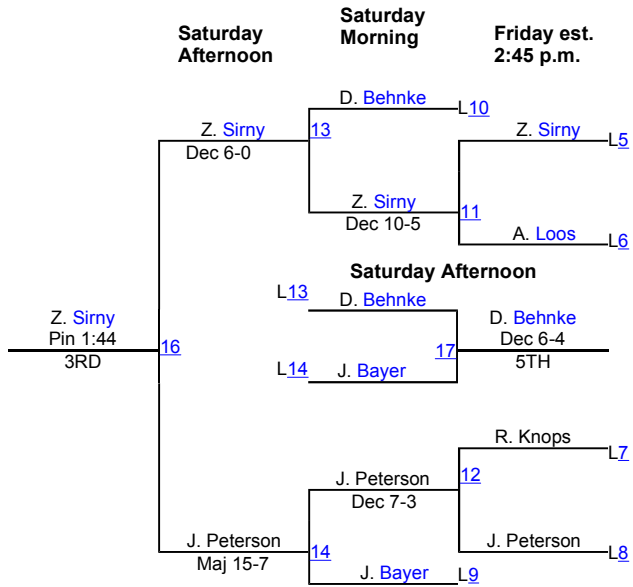 Saturday Afternoon
Saturday Morning
Friday est. 2:45 p.m.
D. Behnke
L10
Z. Sirny
13
Z. Sirny
L5
Dec 6-0
Z. Sirny
11
Dec 10-5
A. Loos
L6
Saturday Afternoon
L13
D. Behnke
Z. Sirny
D. Behnke
Pin 1:44
16
17
Dec 6-4
3RD
5TH
L14
J. Bayer
R. Knops
L7
J. Peterson
12
Dec 7-3
J. Peterson
14
J. Peterson
L8
Maj 15-7
J. Bayer
L9